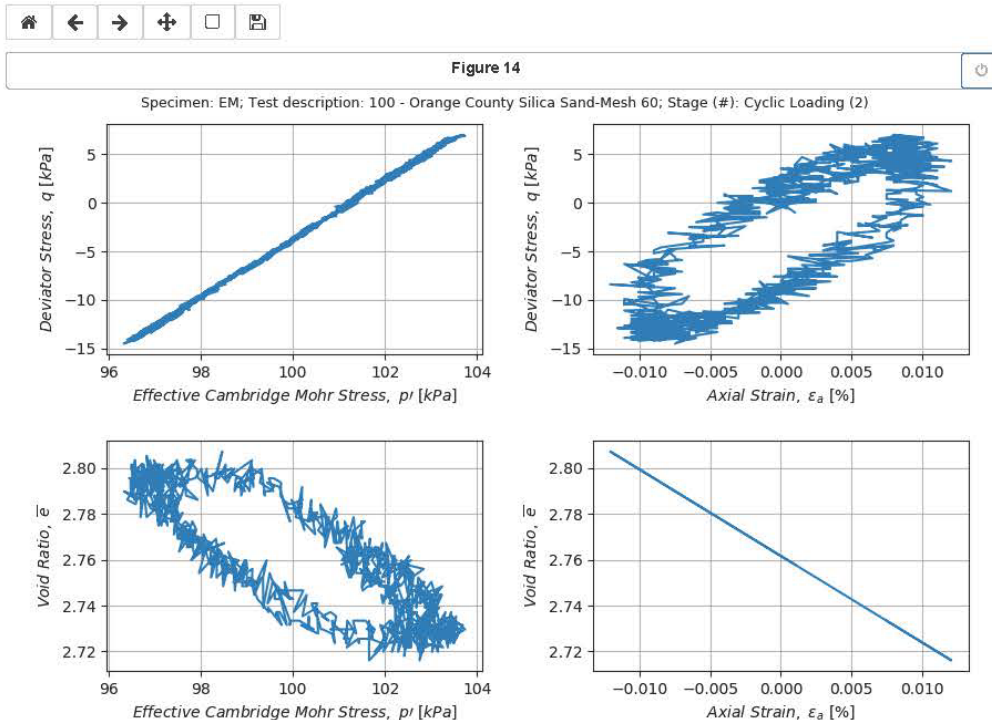 Figure 14
Specimen: EM; Test description: 100 - Orange County Silica Sand-Mesh 60; Stage (#): Cyclic Loading (2)
Deviator Stress, q [kPa]
5
0
−5
−10
−15
96 98 100 102 104
Effective Cambridge Mohr Stress, p′ [kPa]
Deviator Stress, q [kPa]
5
0
−5
−10
−15
−0.010 −0.005 0.000 0.005 0.010
Axial Strain, εa [%]
Void Ratio, e̅
2.80
2.78
2.76
2.74
2.72
96 98 100 102 104
Effective Cambridge Mohr Stress, p′ [kPa]
Void Ratio, e̅
2.80
2.78
2.76
2.74
2.72
−0.010 −0.005 0.000 0.005 0.010
Axial Strain, εa [%]